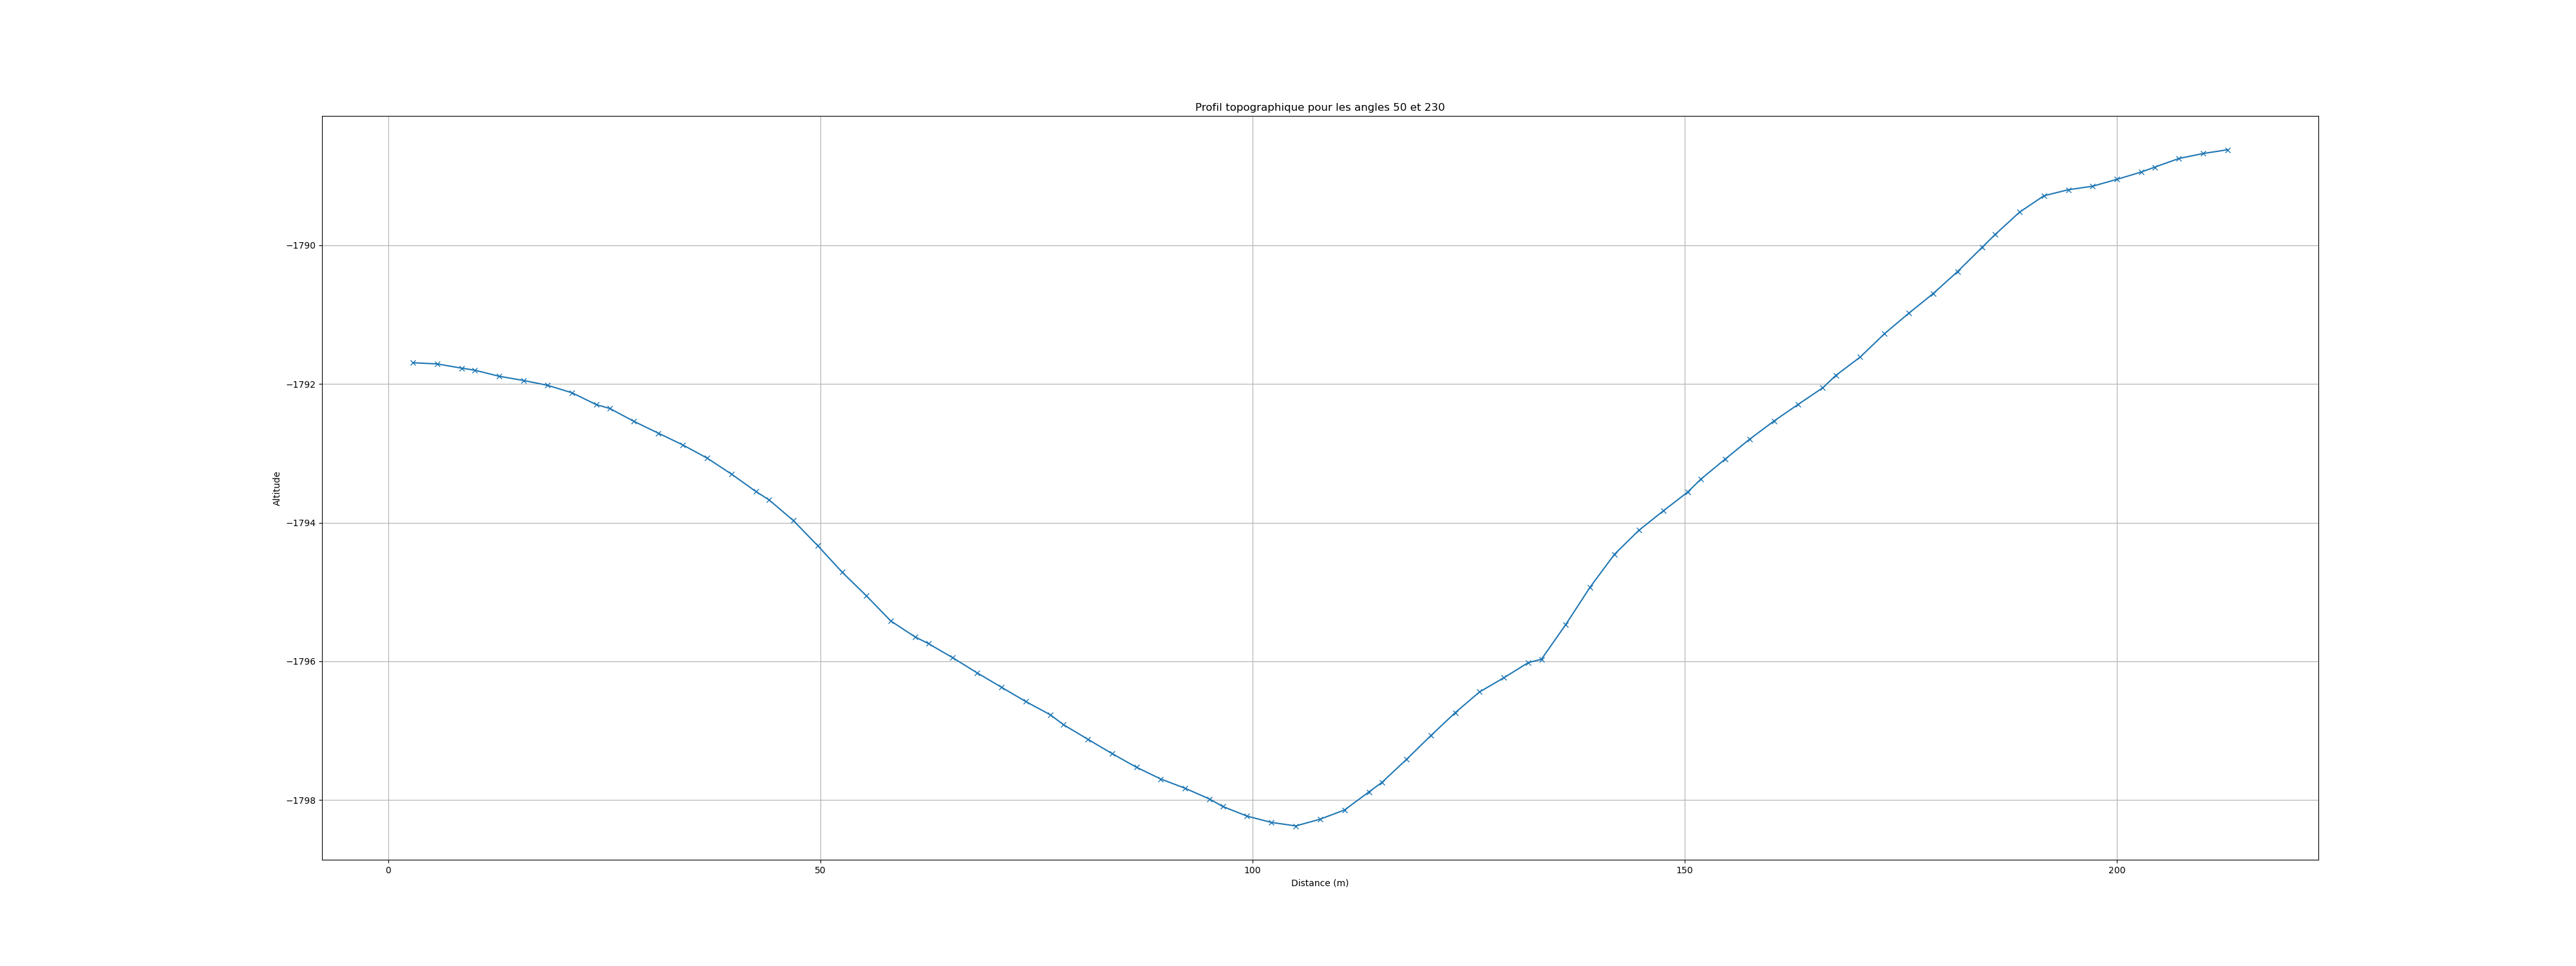 Profil topographique pour les angles 50 et 230
Altitude
−1790
−1792
−1794
−1796
−1798
0 50 100 150 200
Distance (m)